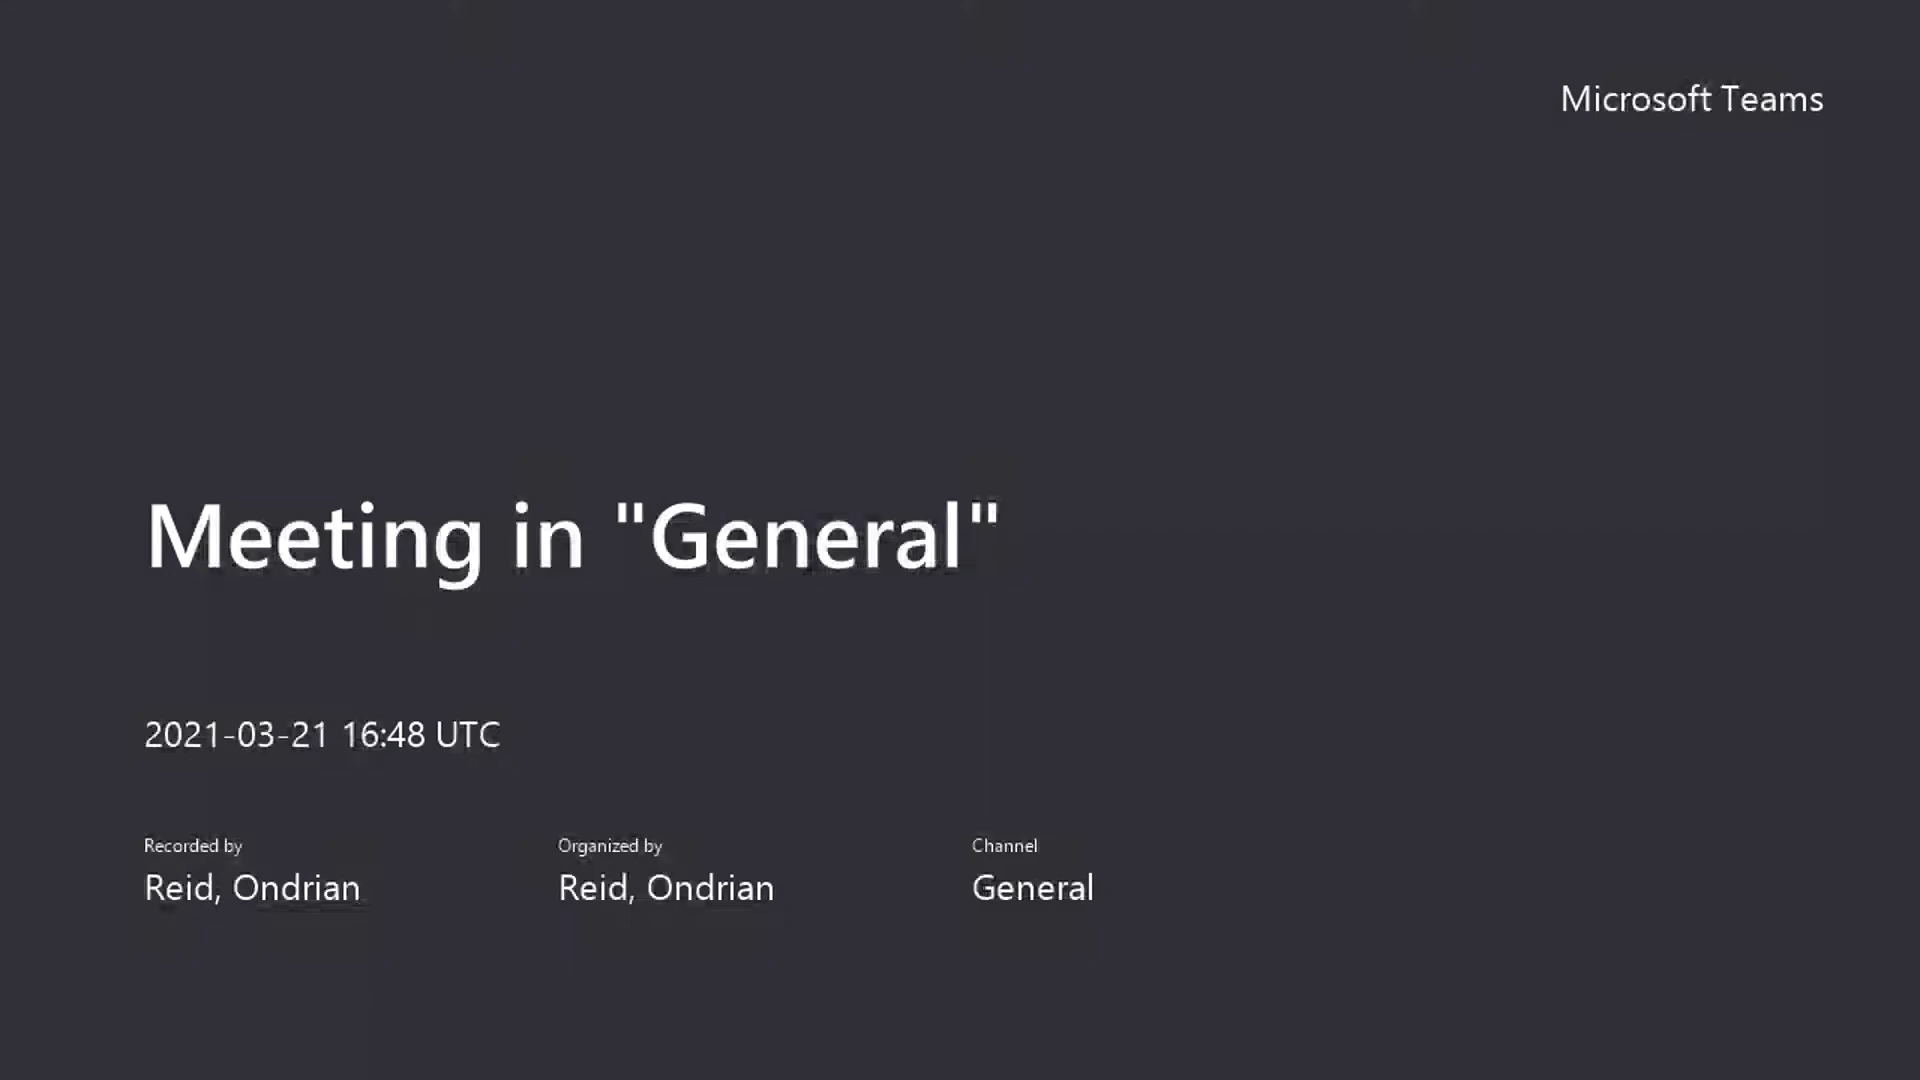 Microsoft Teams
Meeting in "General"
2021-03-21 16:48 UTC
Recorded by
Reid, Ondrian
Organized by
Reid, Ondrian
Channel
General